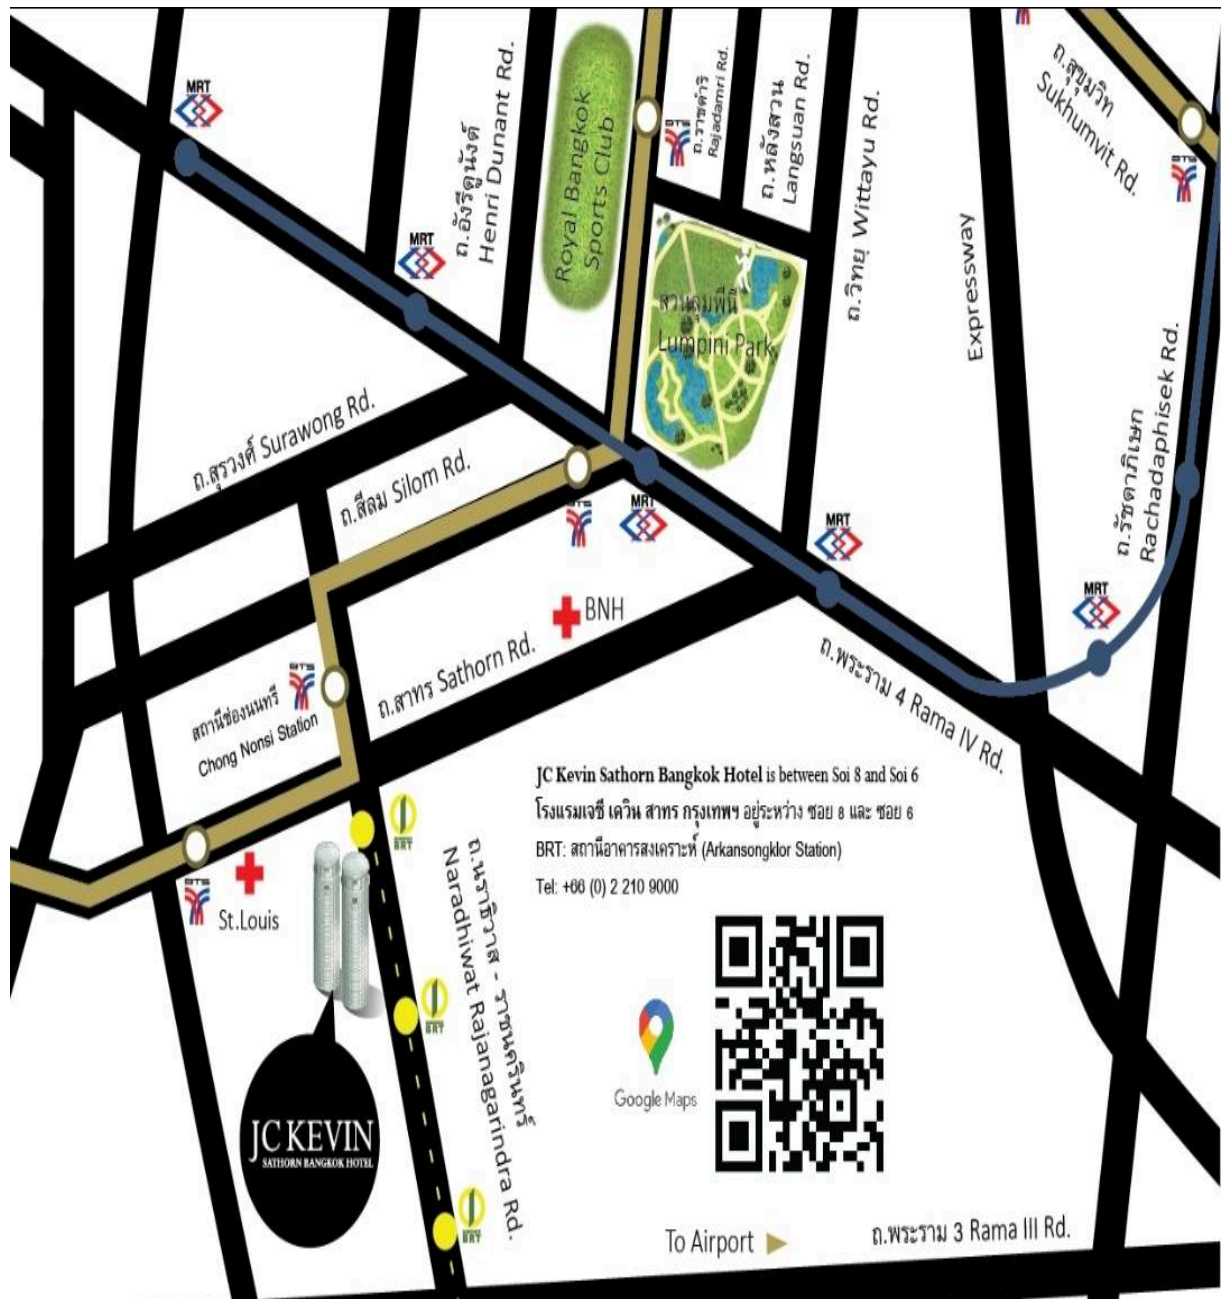 MRT
ถ.อังรีดูนังต์
Henri Dunant Rd.
Royal Bangkok
Sports Club
BTS
ถ.ราชดำริ
Rajadamri Rd.
ถ.หลังสวน
Langsuan Rd.
ถ.วิทยุ Wittayu Rd.
ถ.สุขุมวิท
Sukhumvit Rd.
BTS
Expressway
MRT
สวนลุมพินี
Lumpini Park
ถ.รัชดาภิเษก
Rachadaphisek Rd.
ถ.สุรวงศ์ Surawong Rd.
ถ.สีลม Silom Rd.
BTS
MRT
MRT
MRT
BNH
ถ.สาทร Sathorn Rd.
ถ.พระราม 4 Rama IV Rd.
BTS
สถานีช่องนนทรี
Chong Nonsi Station
JC Kevin Sathorn Bangkok Hotel is between Soi 8 and Soi 6
โรงแรมเจซี เควิน สาทร กรุงเทพฯ อยู่ระหว่าง ซอย 8 และ ซอย 6
BRT: สถานีอาคารสงเคราะห์ (Arkansongklor Station)
Tel: +66 (0) 2 210 9000
BRT
BTS
St.Louis
ถ.นราธิวาส - ราชนครินทร์
Naradhiwat Rajanagarindra Rd.
BRT
Google Maps
JC KEVIN
SATHORN BANGKOK HOTEL
BRT
To Airport
ถ.พระราม 3 Rama III Rd.